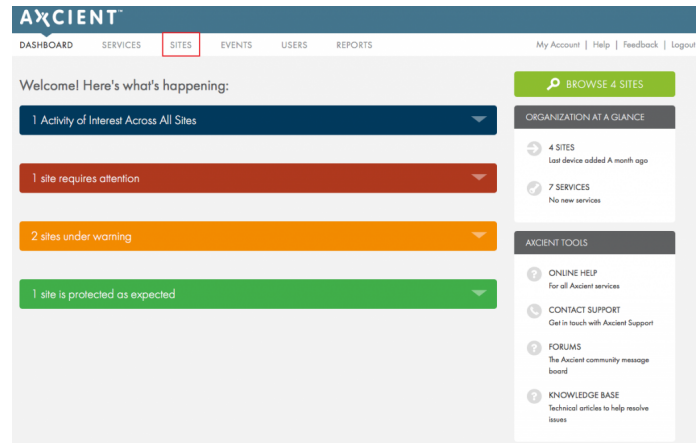 AXCIENT™
DASHBOARD SERVICES SITES EVENTS USERS REPORTS My Account | Help | Feedback | Logout
Welcome! Here's what's happening:
1 Activity of Interest Across All Sites
1 site requires attention
2 sites under warning
1 site is protected as expected
BROWSE 4 SITES
ORGANIZATION AT A GLANCE
4 SITES
Last device added A month ago
7 SERVICES
No new services
AXCIENT TOOLS
ONLINE HELP
For all Axcient services
CONTACT SUPPORT
Get in touch with Axcient Support
FORUMS
The Axcient community message
board
KNOWLEDGE BASE
Technical articles to help resolve
issues